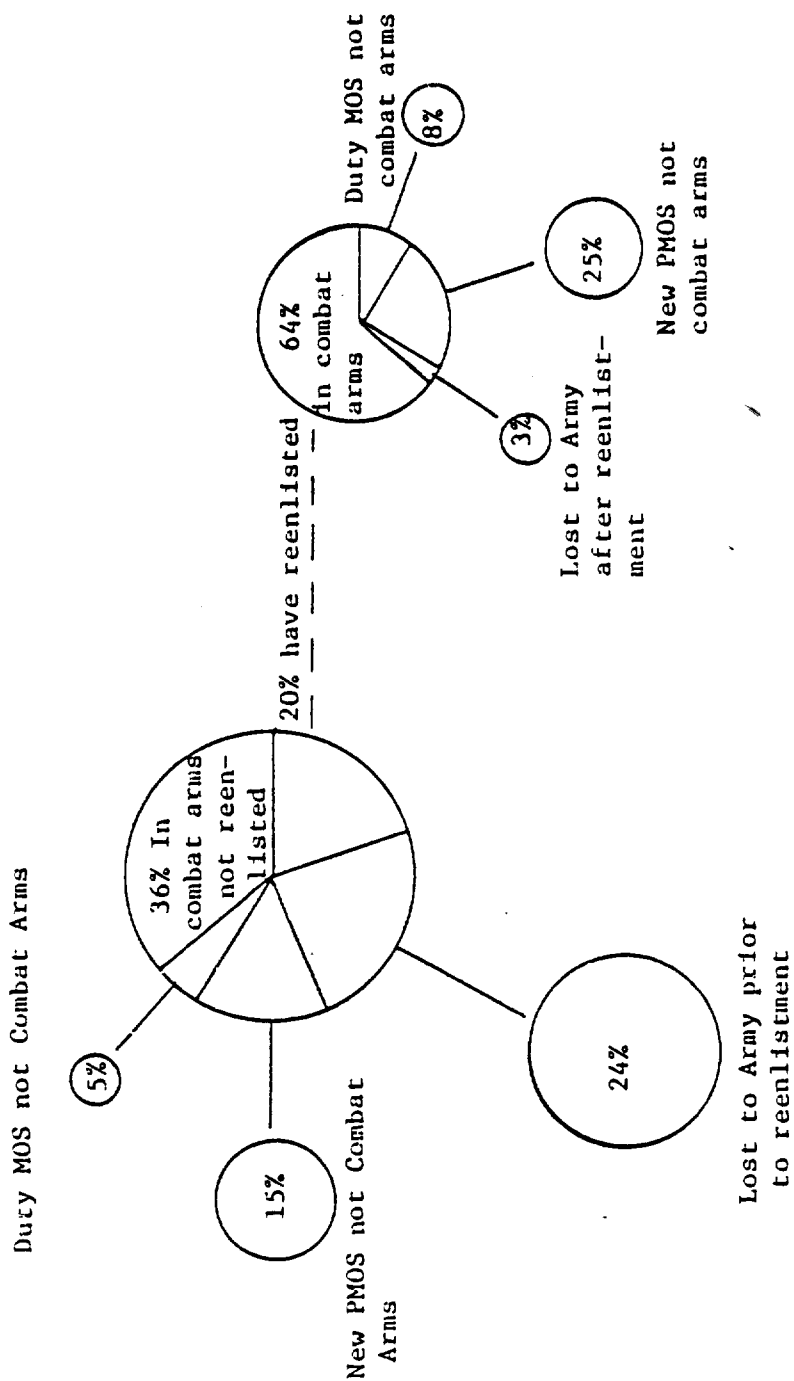 Duty MOS not Combat Arms
5%
15%
New PMOS not Combat
Arms
36% In
combat arms
not reen-
listed
24%
Lost to Army prior
to reenlistment
20% have reenlisted
64%
in combat
arms
Duty MOS not
combat arms
8%
25%
New PMOS not
combat arms
3%
Lost to Army
after reenlist-
ment